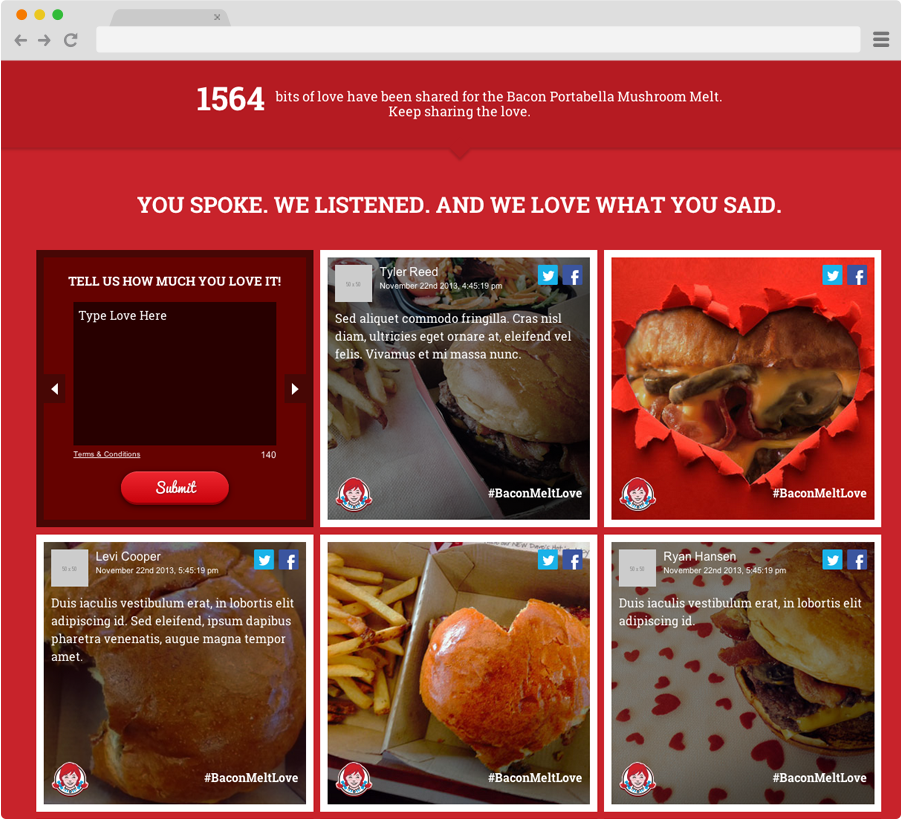 1564 bits of love have been shared for the Bacon Portabella Mushroom Melt.
Keep sharing the love.
YOU SPOKE. WE LISTENED. AND WE LOVE WHAT YOU SAID.
TELL US HOW MUCH YOU LOVE IT!
Type Love Here
Terms & Conditions
140
Submit
50 x 50
Tyler Reed
November 22nd 2013, 4:45:19 pm
Sed aliquet commodo fringilla. Cras nisl
diam, ultricies eget ornare at, eleifend vel
felis. Vivamus et mi massa nunc.
#BaconMeltLove
#BaconMeltLove
50 x 50
Levi Cooper
November 22nd 2013, 5:45:19 pm
Duis iaculis vestibulum erat, in lobortis elit
adipiscing id. Sed eleifend, ipsum dapibus
pharetra venenatis, augue magna tempor
amet.
#BaconMeltLove
#BaconMeltLove
50 x 50
Ryan Hansen
November 22nd 2013, 5:45:19 pm
Duis iaculis vestibulum erat, in lobortis elit
adipiscing id.
#BaconMeltLove